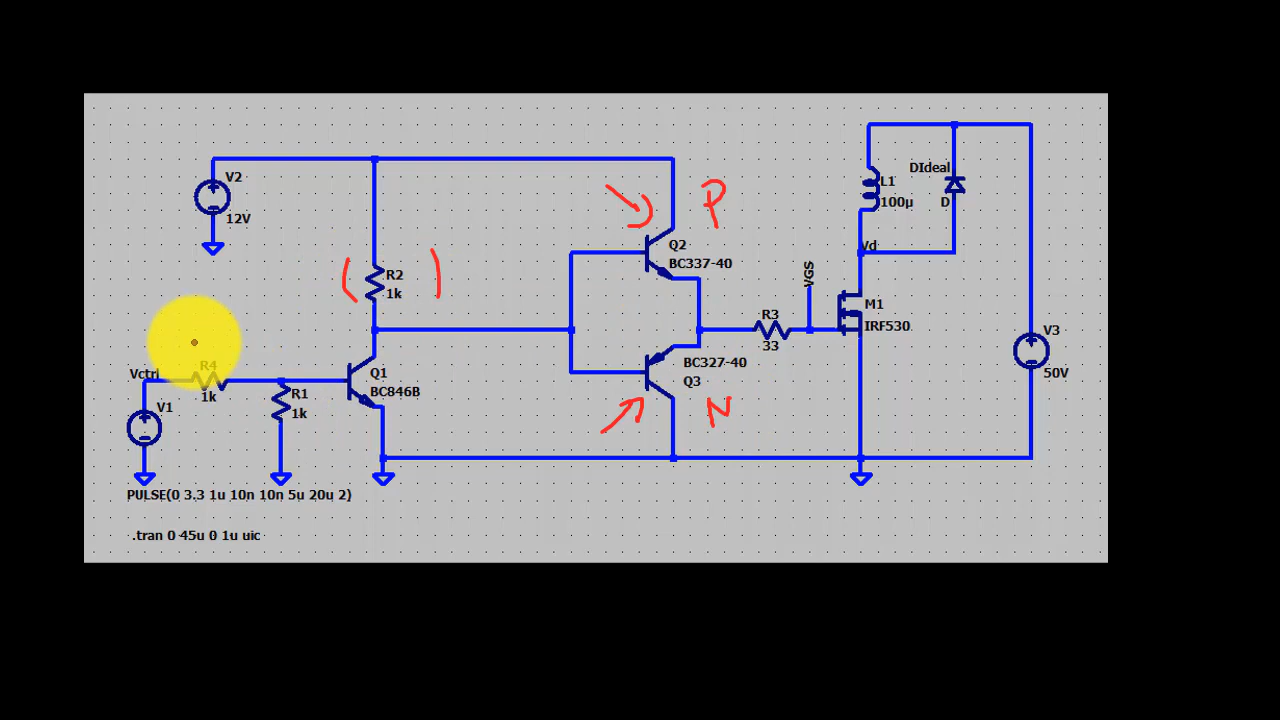 DIdeal
V2
L1
P
12V
100µ
D
Q2
Vd
BC337-40
VGS
R2
1k
M1
R3
IRF530
33
V3
R4
BC327-40
Vctrl
Q1
50V
Q3
1k
R1
BC846B
V1
1k
N
PULSE(0 3.3 1u 10n 10n 5u 20u 2)
.tran 0 45u 0 1u uic